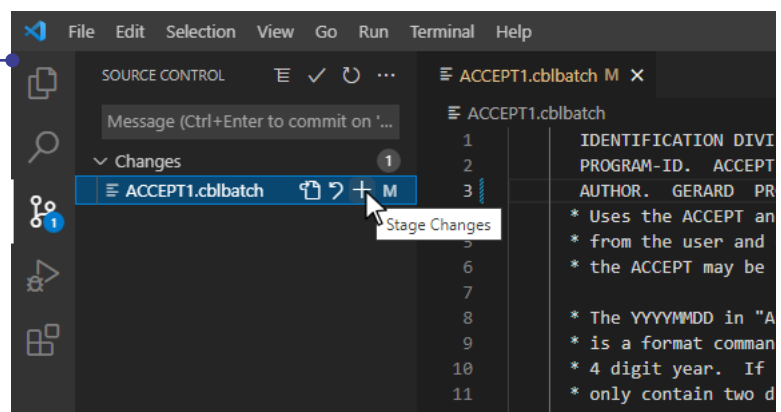 File Edit Selection View Go Run Terminal Help
SOURCE CONTROL
Message (Ctrl+Enter to commit on '...
Changes 1
ACCEPT1.cblbatch M
Stage Changes
1
ACCEPT1.cblbatch M
ACCEPT1.cblbatch
1 IDENTIFICATION DIVI
2 PROGRAM-ID. ACCEPT
3 AUTHOR. GERARD PR
* Uses the ACCEPT an
5 * from the user and
6 * the ACCEPT may be
7
8 * The YYYYMMDD in "A
9 * is a format comman
10 * 4 digit year. If
11 * only contain two d